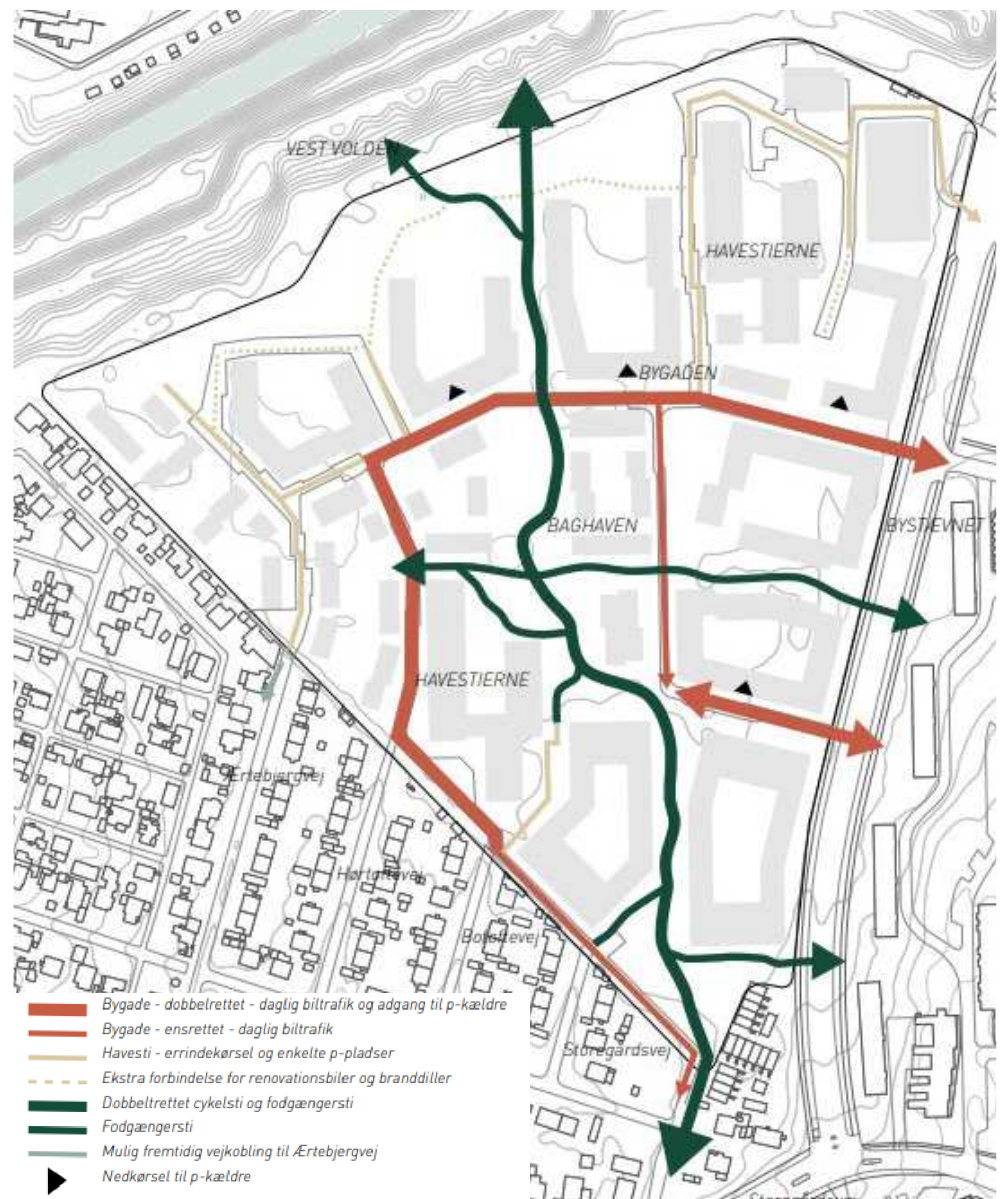 VEST VOLDEN
HAVESTIERNE
BYGADEN
BAGHAVEN
BYSTIEVNET
HAVESTIERNE
Ærtebjergvej
Hørtoftevej
Botoftevej
Storegårdsvej
Bygade - dobbelrettet - daglig biltrafik og adgang til p-kældre
Bygade - ensrettet - daglig biltrafik
Havesti - errindekørsel og enkelte p-pladser
Ekstra forbindelse for renovationsbiler og branddiller
Dobbeltrettet cykelsti og fodgængersti
Fodgængersti
Mulig fremtidig vejkobling til Ærtebjergvej
Nedkørsel til p-kældre